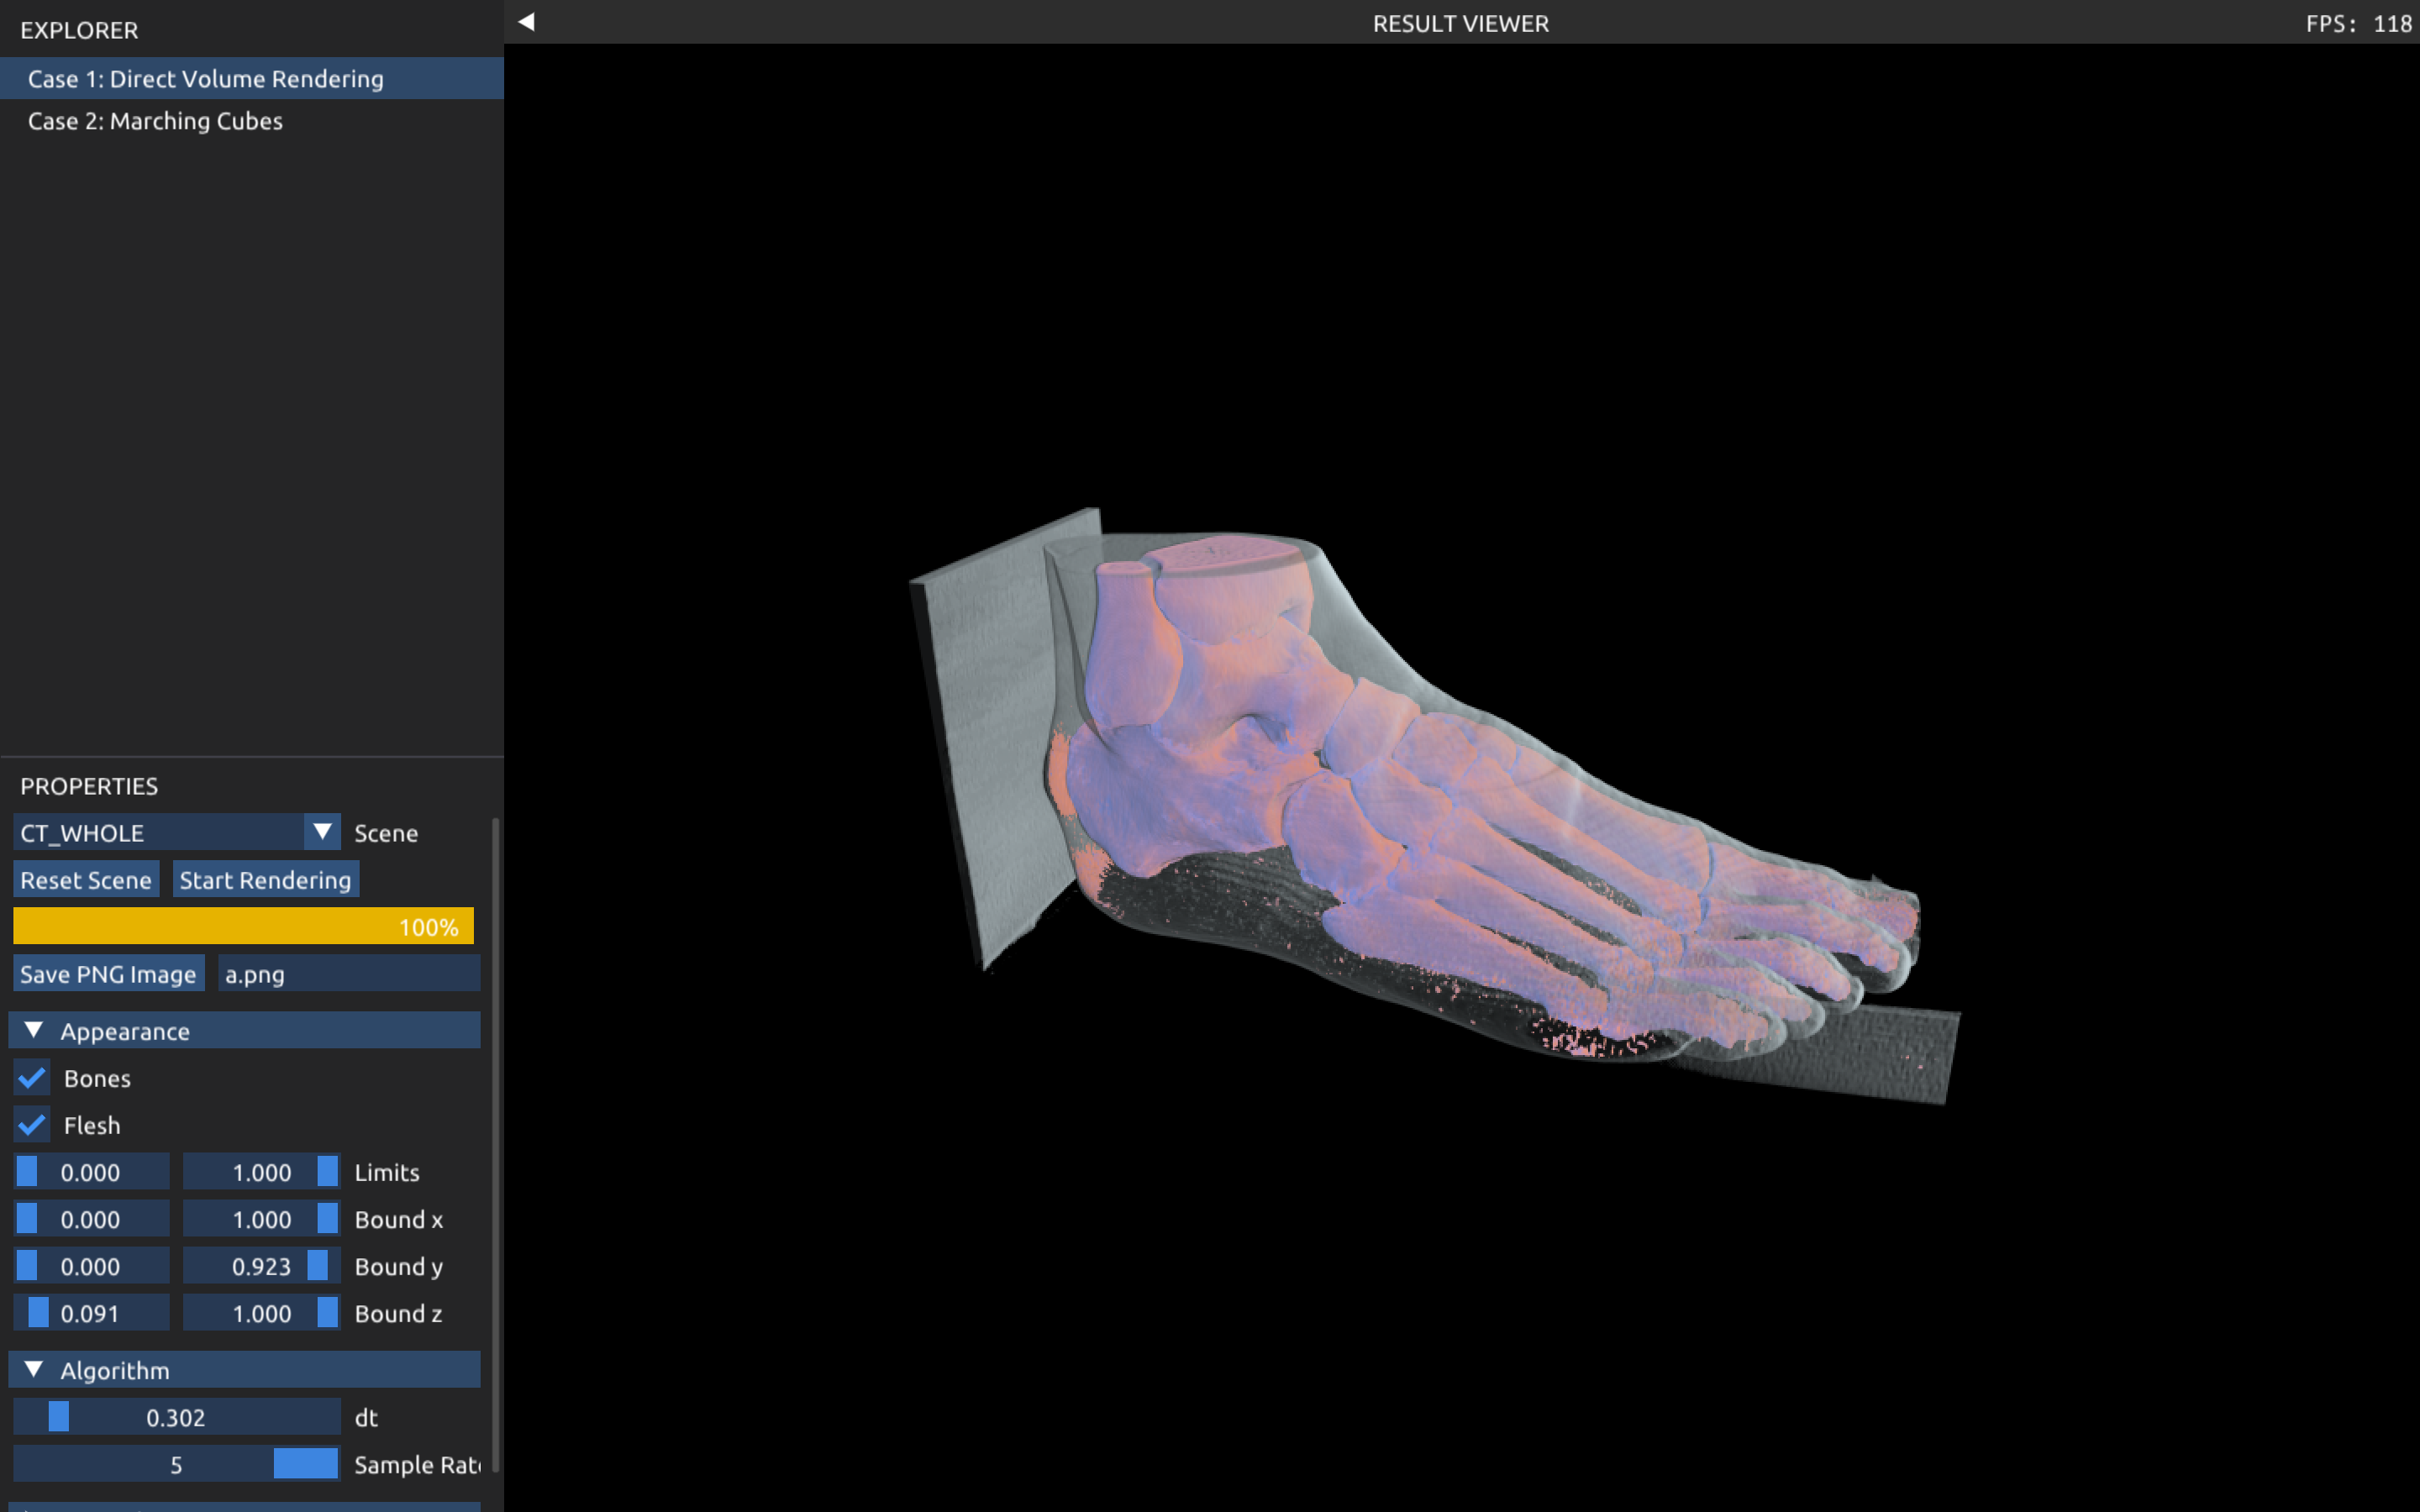 EXPLORER
Case 1: Direct Volume Rendering
Case 2: Marching Cubes
RESULT VIEWER
FPS: 118
PROPERTIES
CT_WHOLE Scene
Reset Scene Start Rendering
100%
Save PNG Image a.png
Appearance
Bones
Flesh
0.000 1.000 Limits
0.000 1.000 Bound x
0.000 0.923 Bound y
0.091 1.000 Bound z
Algorithm
0.302 dt
5 Sample Rat